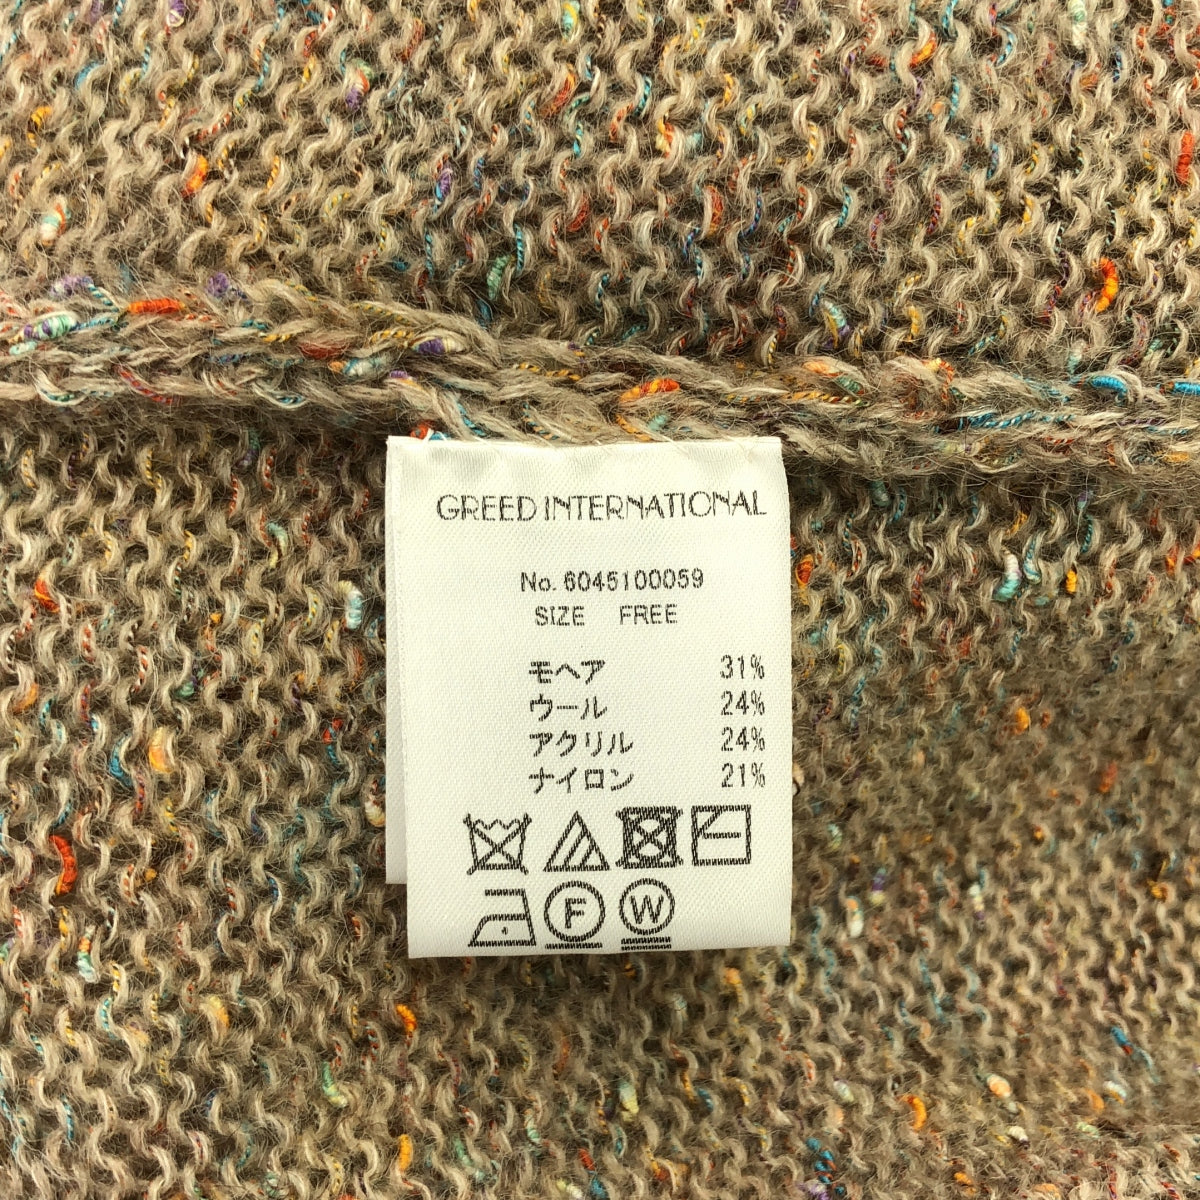 GREED INTERNATIONAL
No. 6045100059
SIZE FREE
モヘア 31%
ウール 24%
アクリル 24%
ナイロン 21%
F W